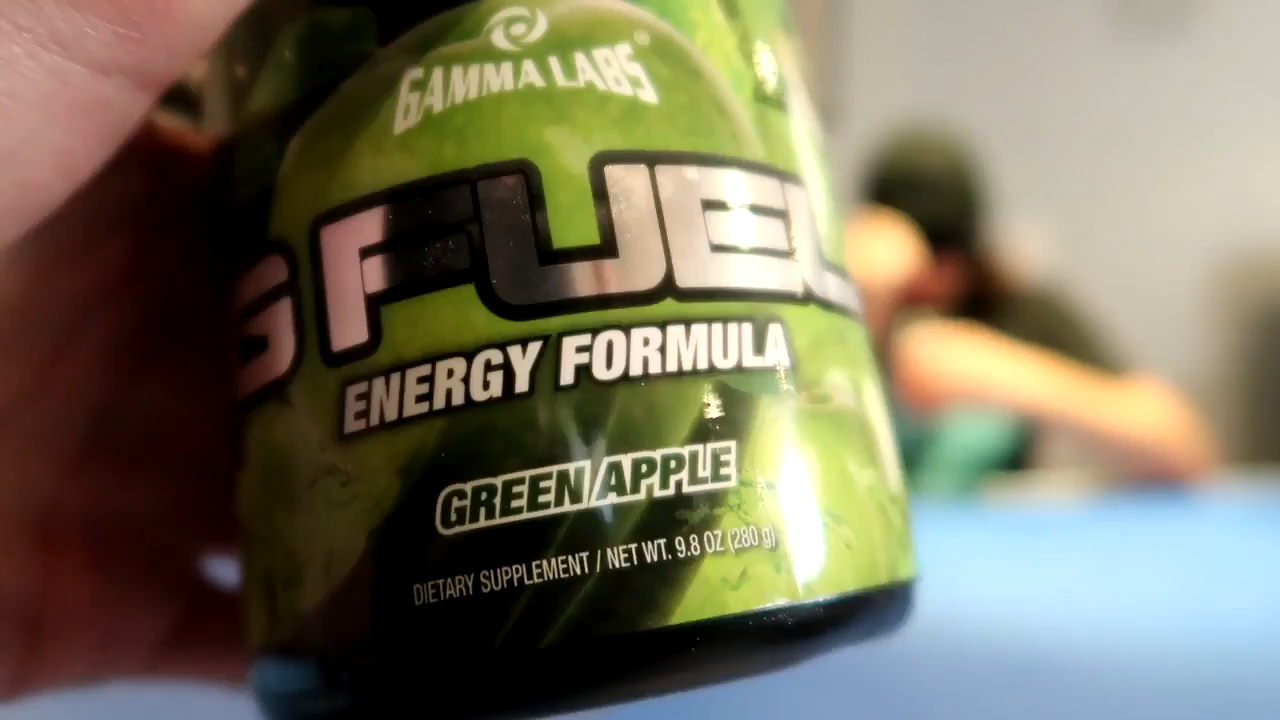 GAMMA LABS®
G FUEL
ENERGY FORMULA
GREEN APPLE
DIETARY SUPPLEMENT / NET WT. 9.8 OZ (280 g)